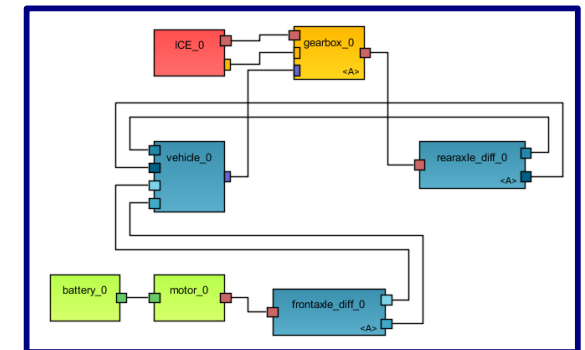 ICE_0
gearbox_0
<A>
vehicle_0
rearaxle_diff_0
<A>
battery_0
motor_0
frontaxle_diff_0
<A>